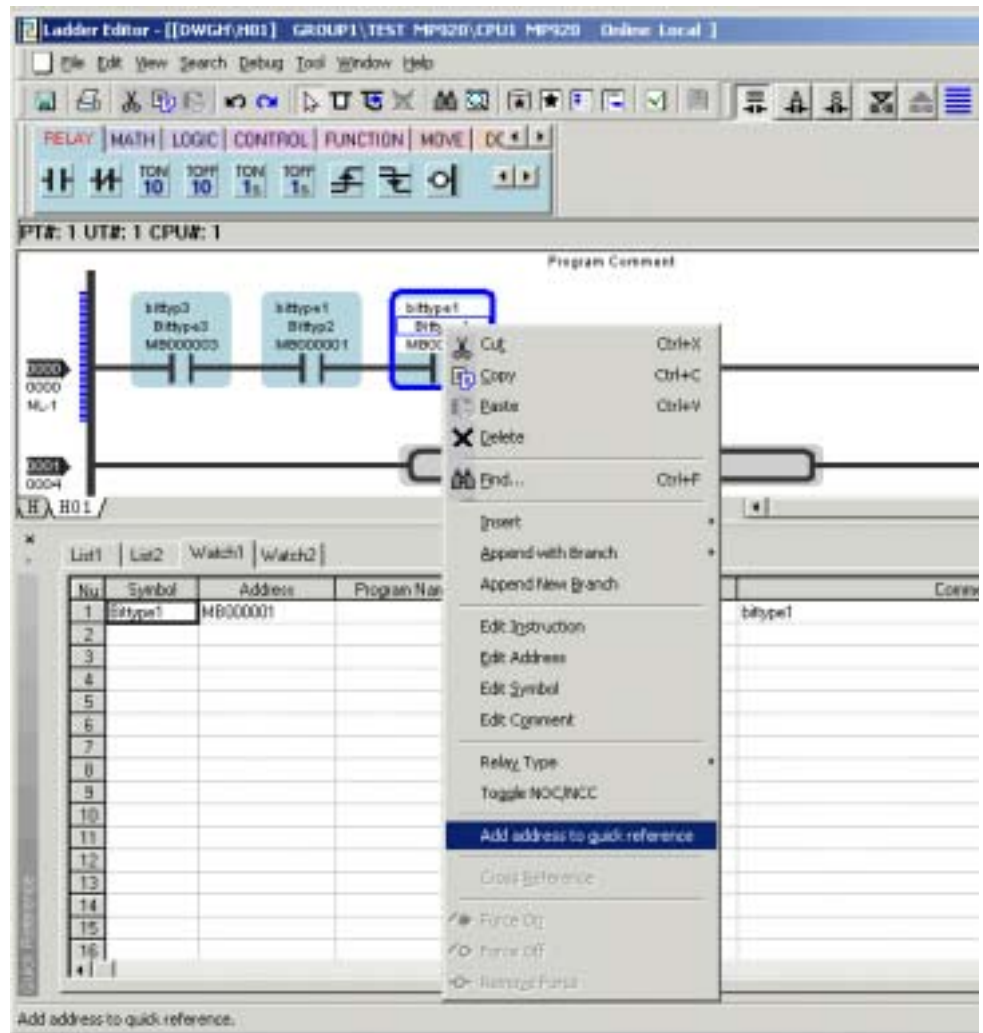 Ladder Editor - [[DWGH\H01] GROUP1\TEST MP920\CPU1 MP920 Online Local ]
File Edit View Search Debug Tool Window Help
RELAY MATH LOGIC CONTROL FUNCTION MOVE
TON 10 TOFF 10 TON 1s TOFF 1s
PT#: 1 UT#: 1 CPU#: 1
Program Comment
bittyp3 bittype1 bittype1
Bittype3 Bittyp2
MB000003 MB000001
0000
0000
NL-1
0001
0004
H H01
Cut Ctrl+X
Copy Ctrl+C
Paste Ctrl+V
Delete
Find... Ctrl+F
Insert
Append with Branch
Append New Branch
Edit Instruction
Edit Address
Edit Symbol
Edit Comment
Relay Type
Toggle NOC/NCC
Add address to quick reference
Cross Reference
Force On
Force Off
Remove Force
List1 List2 Watch1 Watch2
Nu Symbol Address Program Nam Comme
1 Bittype1 MB000001 bittype1
2
3
4
5
6
7
8
9
10
11
12
13
14
15
16
Quick Reference
Add address to quick reference.